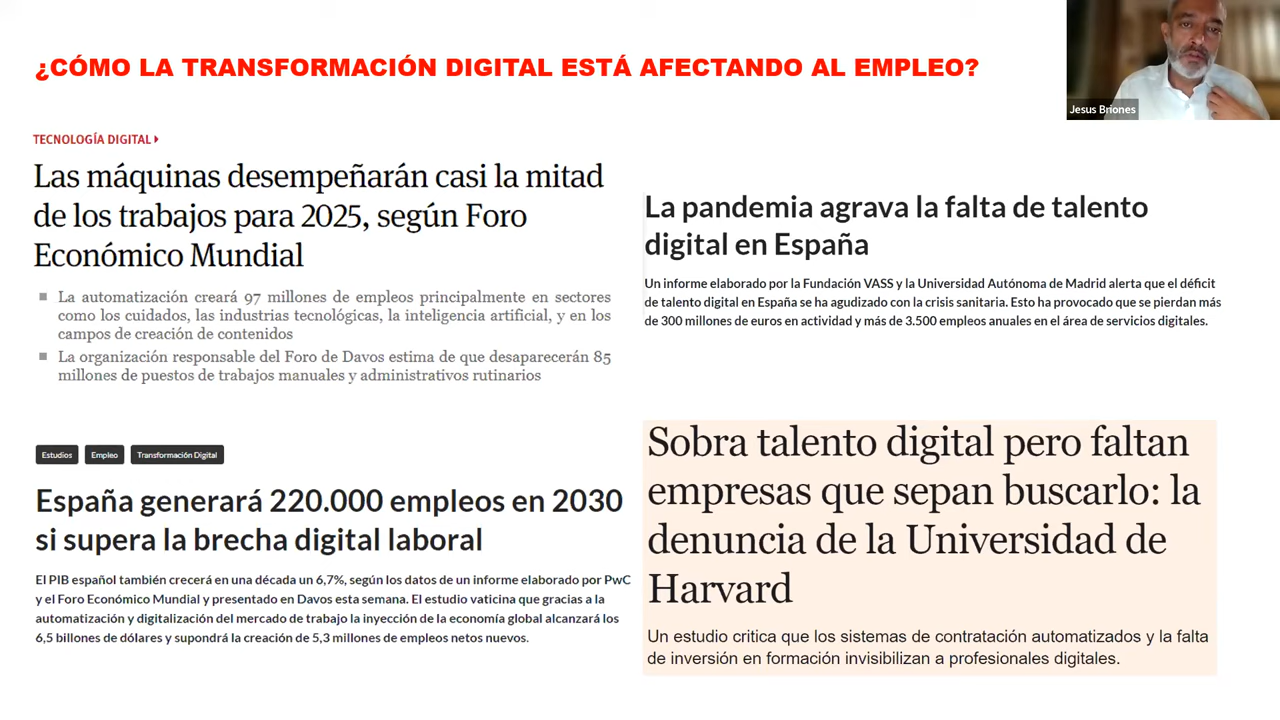 ¿CÓMO LA TRANSFORMACIÓN DIGITAL ESTÁ AFECTANDO AL EMPLEO?
Jesus Briones
TECNOLOGÍA DIGITAL
Las máquinas desempeñarán casi la mitad
de los trabajos para 2025, según Foro
Económico Mundial
La automatización creará 97 millones de empleos principalmente en sectores
como los cuidados, las industrias tecnológicas, la inteligencia artificial, y en los
campos de creación de contenidos
La organización responsable del Foro de Davos estima de que desaparecerán 85
millones de puestos de trabajos manuales y administrativos rutinarios
La pandemia agrava la falta de talento
digital en España
Un informe elaborado por la Fundación VASS y la Universidad Autónoma de Madrid alerta que el déficit
de talento digital en España se ha agudizado con la crisis sanitaria. Esto ha provocado que se pierdan más
de 300 millones de euros en actividad y más de 3.500 empleos anuales en el área de servicios digitales.
Estudios Empleo Transformación Digital
España generará 220.000 empleos en 2030
si supera la brecha digital laboral
El PIB español también crecerá en una década un 6,7%, según los datos de un informe elaborado por PwC
y el Foro Económico Mundial y presentado en Davos esta semana. El estudio vaticina que gracias a la
automatización y digitalización del mercado de trabajo la inyección de la economía global alcanzará los
6,5 billones de dólares y supondrá la creación de 5,3 millones de empleos netos nuevos.
Sobra talento digital pero faltan
empresas que sepan buscarlo: la
denuncia de la Universidad de
Harvard
Un estudio critica que los sistemas de contratación automatizados y la falta
de inversión en formación invisibilizan a profesionales digitales.